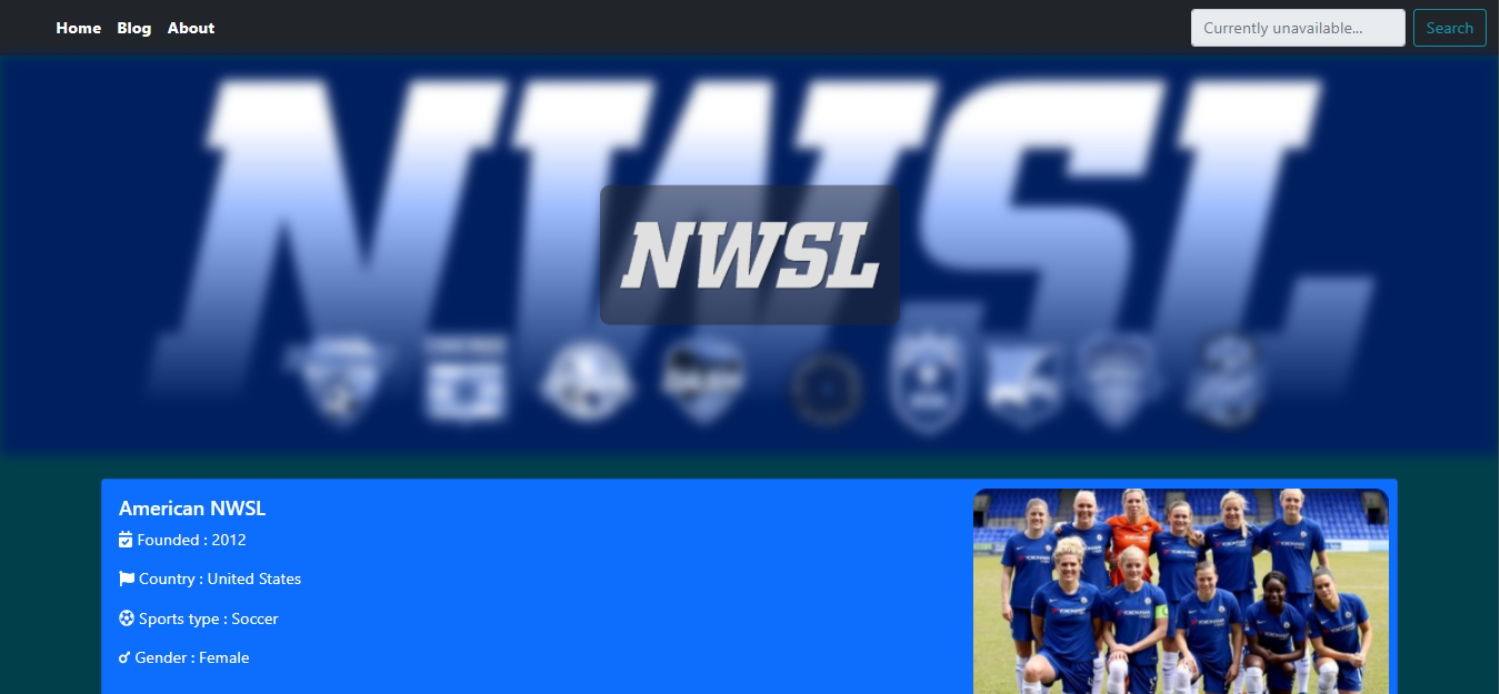 Home Blog About
Currently unavailable... Search
NWSL
NWSL
American NWSL
Founded : 2012
Country : United States
Sports type : Soccer
Gender : Female